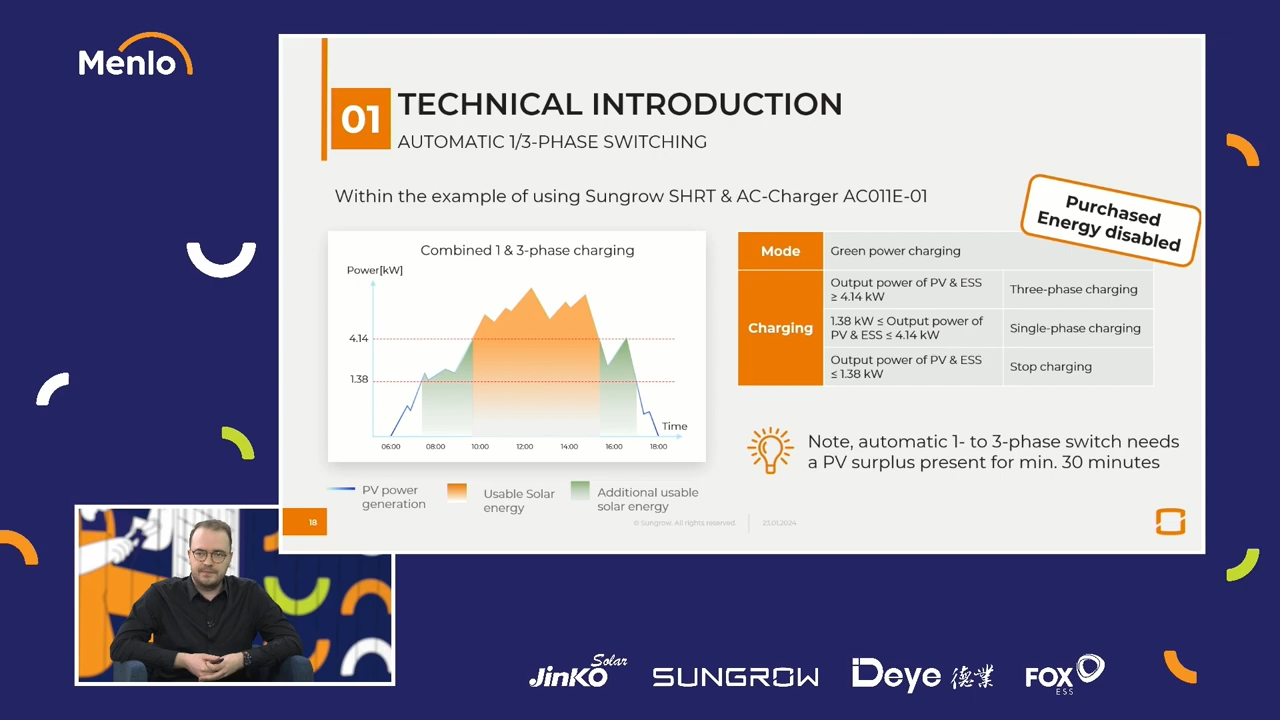 Menlo
01
TECHNICAL INTRODUCTION
AUTOMATIC 1/3-PHASE SWITCHING
Within the example of using Sungrow SHRT & AC-Charger AC011E-01
Purchased
Energy disabled
Combined 1 & 3-phase charging
Power[kW]
4.14
1.38
Time
06:00 08:00 10:00 12:00 14:00 16:00 18:00
PV power
generation
Usable Solar
energy
Additional usable
solar energy
Mode
Green power charging
Charging
Output power of PV & ESS
≥ 4.14 kW
Three-phase charging
1.38 kW ≤ Output power of
PV & ESS ≤ 4.14 kW
Single-phase charging
Output power of PV & ESS
≤ 1.38 kW
Stop charging
Note, automatic 1- to 3-phase switch needs
a PV surplus present for min. 30 minutes
18
© Sungrow. All rights reserved.
23.01.2024
JinKO Solar
SUNGROW
Deye 德業
FOX
ESS